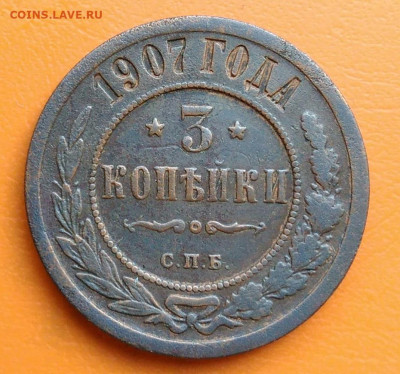 COINS.LAVE.RU
1907 ГОДА
3
КОПѢЙКИ
С.П.Б.